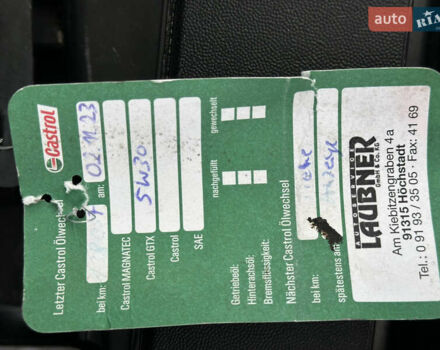 auto RIA
Castrol
Letzter Castrol Ölwechsel
bei km: am: 02.11.23
Castrol MAGNATEC
Castrol GTX 5W30
Castrol
SAE
nachgefüllt gewechselt
Getriebeöl:
Hinterachsöl:
Bremsflüssigkeit:
Nächster Castrol Ölwechsel
bei km:
spätestens am:
LAUBNER
Am Kiebitzengraben 4a
91315 Höchstadt
Tel.: 0 91 93 / 35 05 · Fax: 41 69